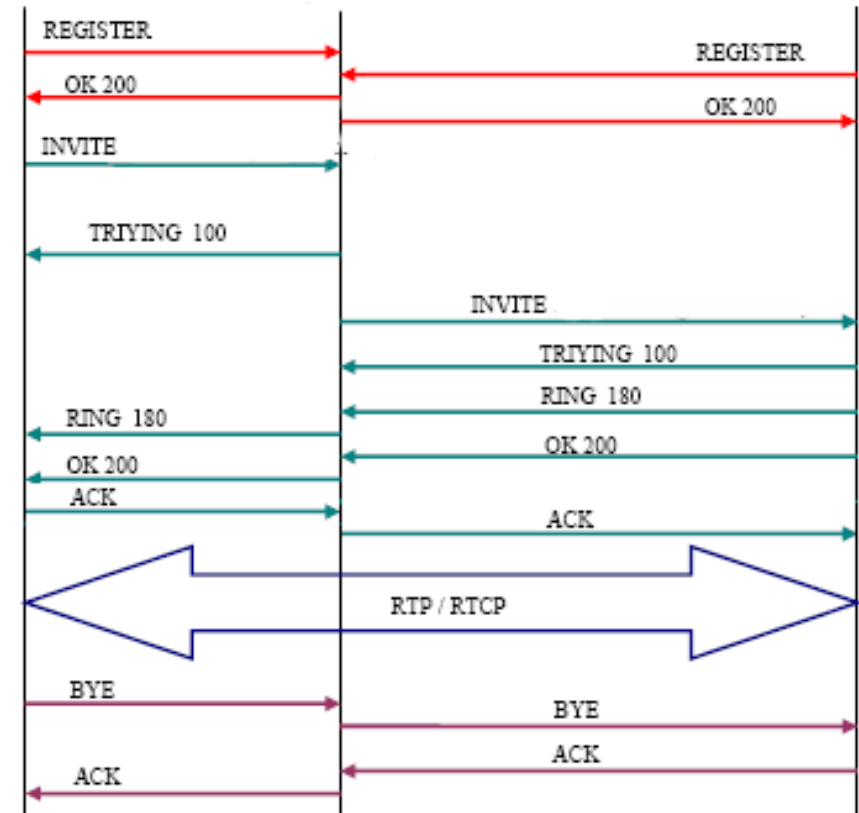 REGISTER
REGISTER
OK 200
OK 200
INVITE
TRIYING 100
INVITE
TRIYING 100
RING 180
RING 180
OK 200
OK 200
ACK
ACK
RTP / RTCP
BYE
BYE
ACK
ACK